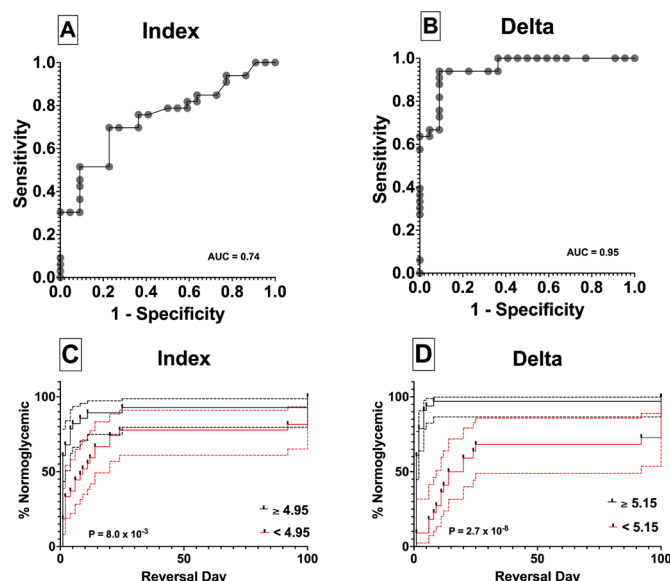 A
Index
Sensitivity
1.0
0.8
0.6
0.4
0.2
0.0
AUC = 0.74
0.0 0.2 0.4 0.6 0.8 1.0
1 - Specificity
B
Delta
Sensitivity
1.0
0.8
0.6
0.4
0.2
0.0
AUC = 0.95
0.0 0.2 0.4 0.6 0.8 1.0
1 - Specificity
C
Index
% Normoglycemic
100
50
0
≥ 4.95
< 4.95
P = 8.0 x 10-3
0 50 100
Reversal Day
D
Delta
% Normoglycemic
100
50
0
≥ 5.15
< 5.15
P = 2.7 x 10-8
0 50 100
Reversal Day